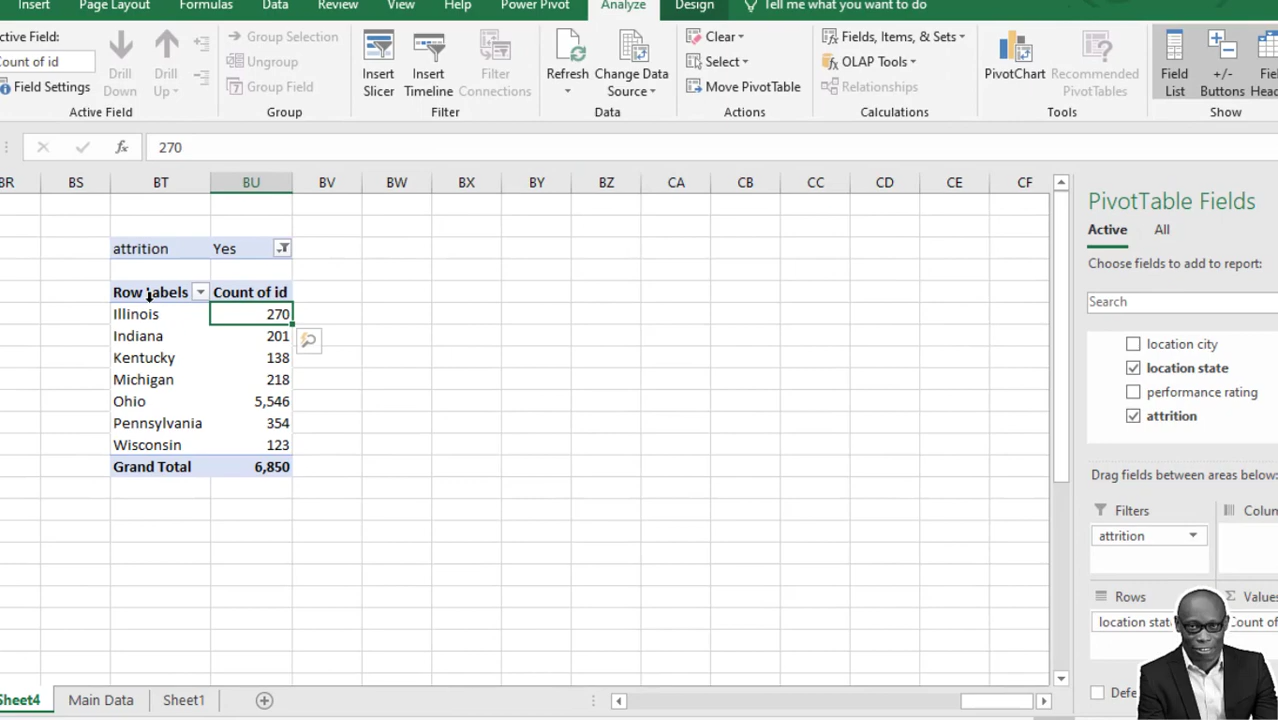 Insert Page Layout Formulas Data Review View Help Power Pivot Analyze Design Tell me what you want to do
Active Field:
Count of id
Field Settings
Drill Down
Drill Up
Active Field
Group Selection
Ungroup
Group Field
Group
Insert Slicer
Insert Timeline
Filter Connections
Filter
Refresh
Change Data Source
Data
Clear
Select
Move PivotTable
Actions
Fields, Items, & Sets
OLAP Tools
Relationships
Calculations
PivotChart
Recommended PivotTables
Tools
Field List
+/- Buttons
Show
fx 270
BR BS BT BU BV BW BX BY BZ CA CB CC CD CE CF
attrition Yes
Row Labels Count of id
Illinois 270
Indiana 201
Kentucky 138
Michigan 218
Ohio 5,546
Pennsylvania 354
Wisconsin 123
Grand Total 6,850
PivotTable Fields
Active All
Choose fields to add to report:
Search
location city
location state
performance rating
attrition
Drag fields between areas below:
Filters Colun
attrition
Rows Σ Values
location stat Count of
Defe
Sheet4 Main Data Sheet1